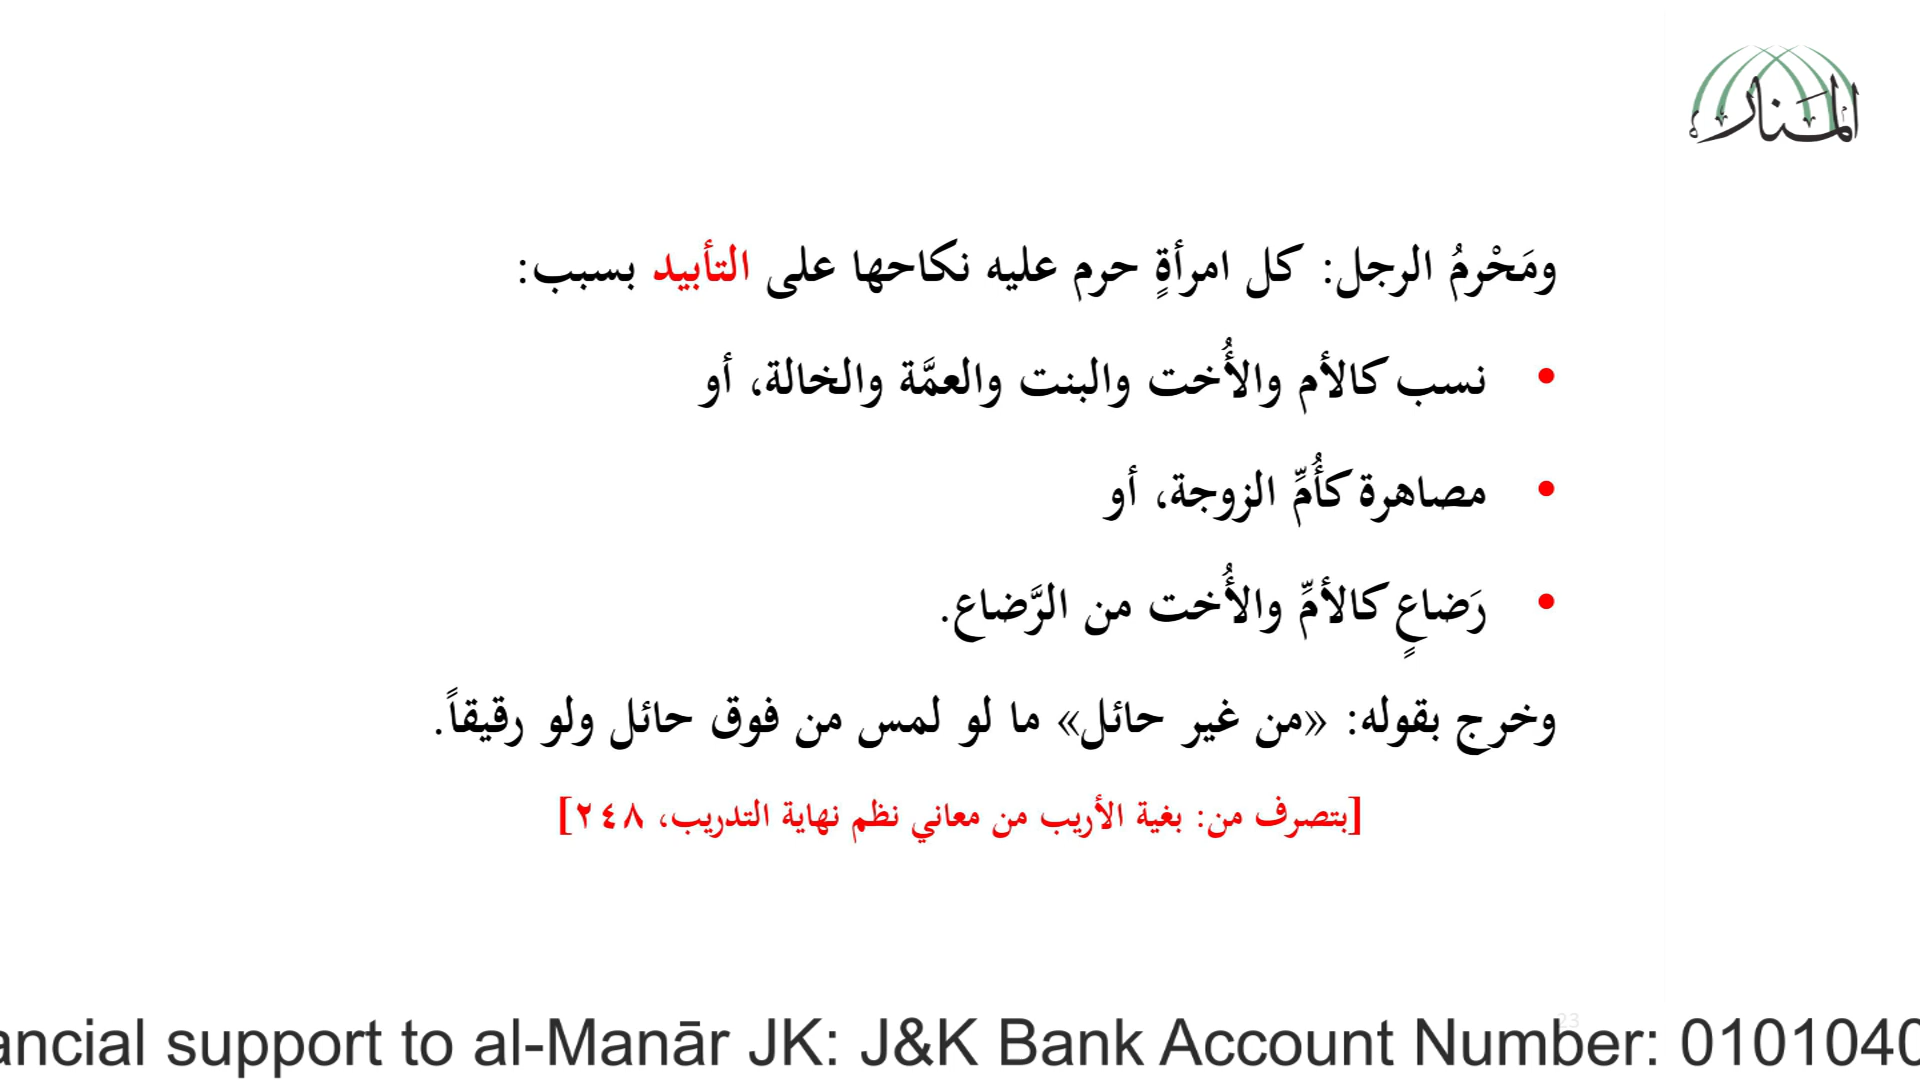 المنار
ومَحْرمُ الرجل: كل امرأةٍ حرم عليه نكاحها على التأبيد بسبب:
• نسب كالأم والأُخت والبنت والعمَّة والخالة، أو
• مصاهرة كأُمِّ الزوجة، أو
• رَضاعٍ كالأمِّ والأُخت من الرَّضاع.
وخرج بقوله: «من غير حائل» ما لو لمس من فوق حائل ولو رقيقاً.
[بتصرف من: بغية الأريب من معاني نظم نهاية التدريب، ٢٤٨]
23
ancial support to al-Manār JK: J&K Bank Account Number: 0101040